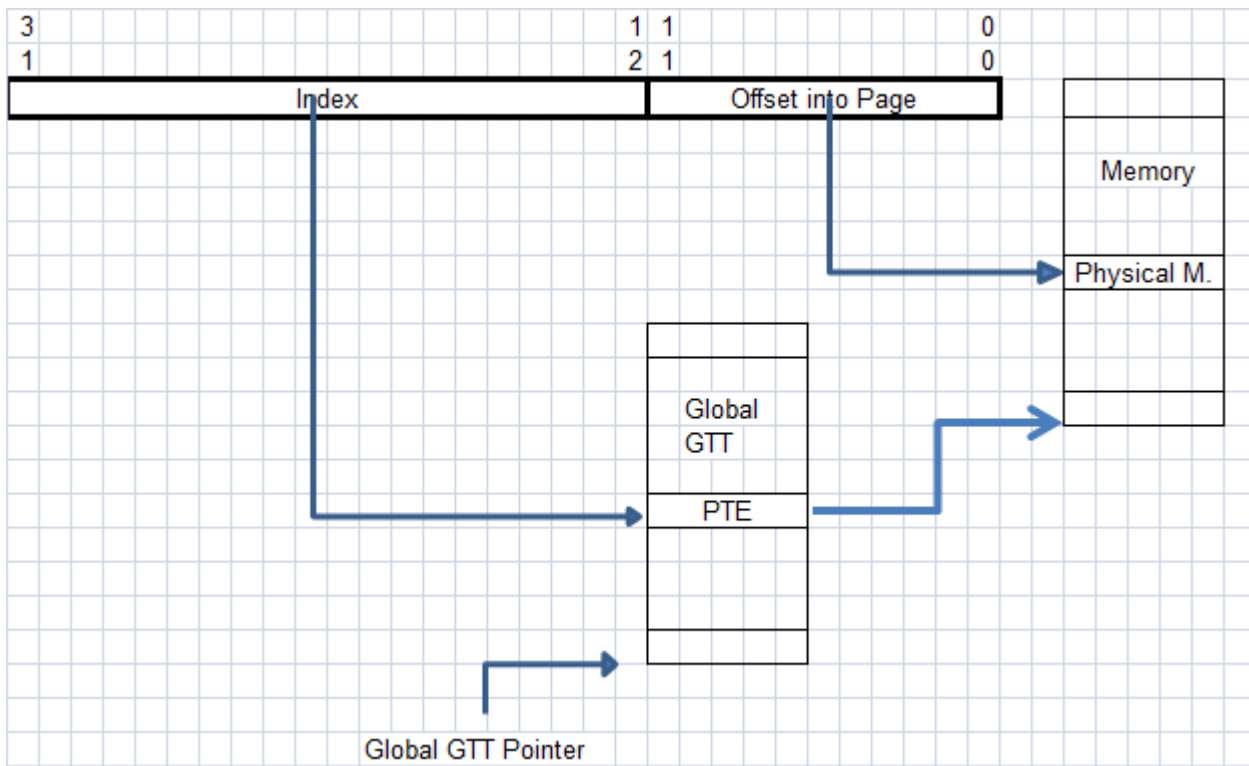 3 1 1 0
1 2 1 0
Index Offset into Page
Memory
Physical M.
Global
GTT
PTE
Global GTT Pointer